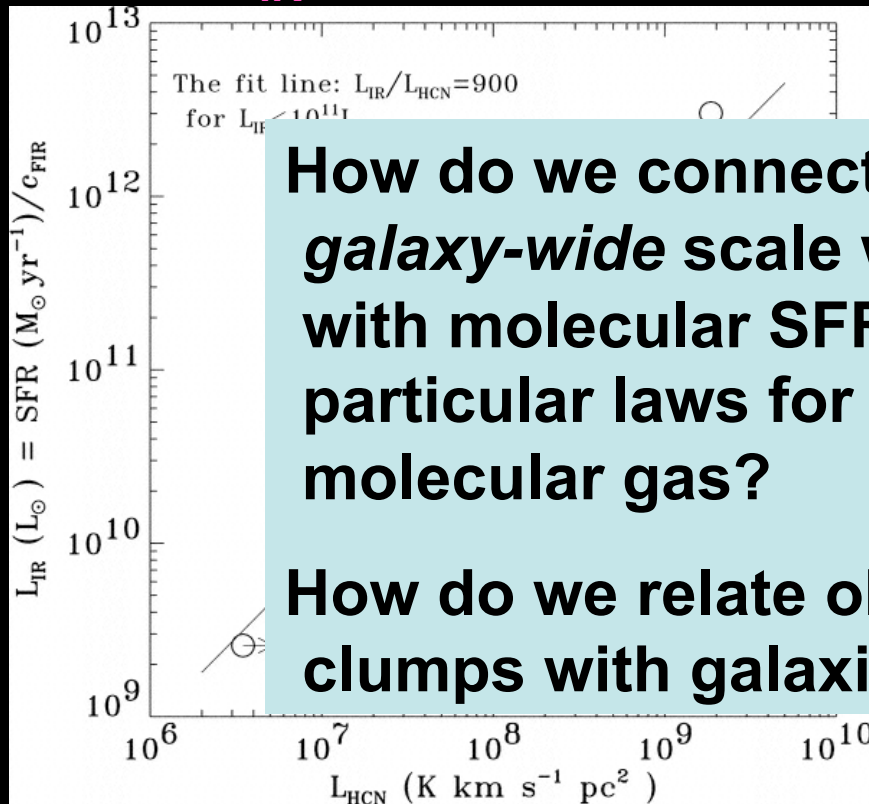 10^13
The fit line: L_IR/L_HCN=900
for L_IR
10^12
10^11
10^10
10^9
L_IR (L_⊙) = SFR (M_⊙ yr^−1)/c_FIR
How do we connect
galaxy-wide scale
with molecular SFR
particular laws for
molecular gas?
How do we relate
clumps with
10^6 10^7 10^8 10^9 10^10
L_HCN (K km s^−1 pc^2 )